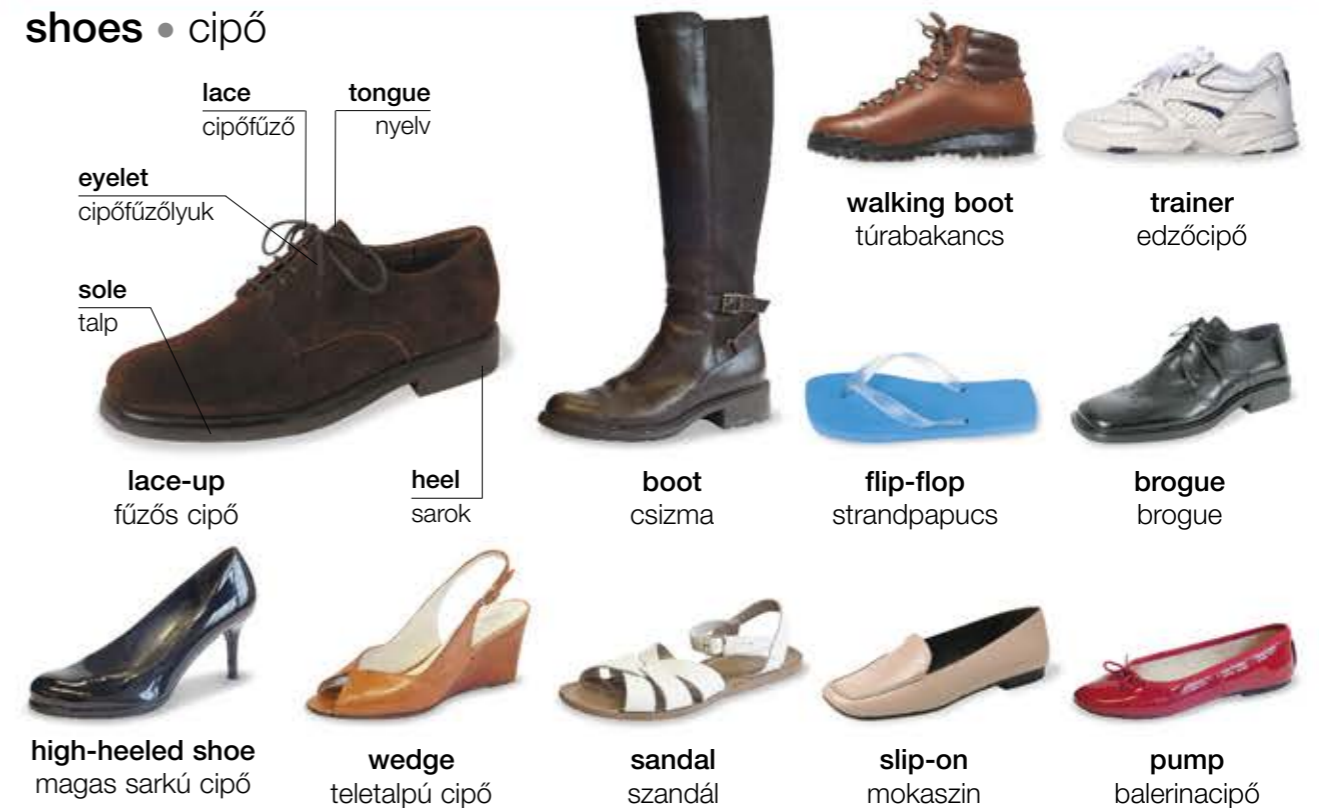 shoes • cipő
lace
cipőfűző
tongue
nyelv
eyelet
cipőfűzőlyuk
sole
talp
lace-up
fűzős cipő
heel
sarok
boot
csizma
walking boot
túrabakancs
trainer
edzőcipő
flip-flop
strandpapucs
brogue
brogue
high-heeled shoe
magas sarkú cipő
wedge
teletalpú cipő
sandal
szandál
slip-on
mokaszin
pump
balerinacipő